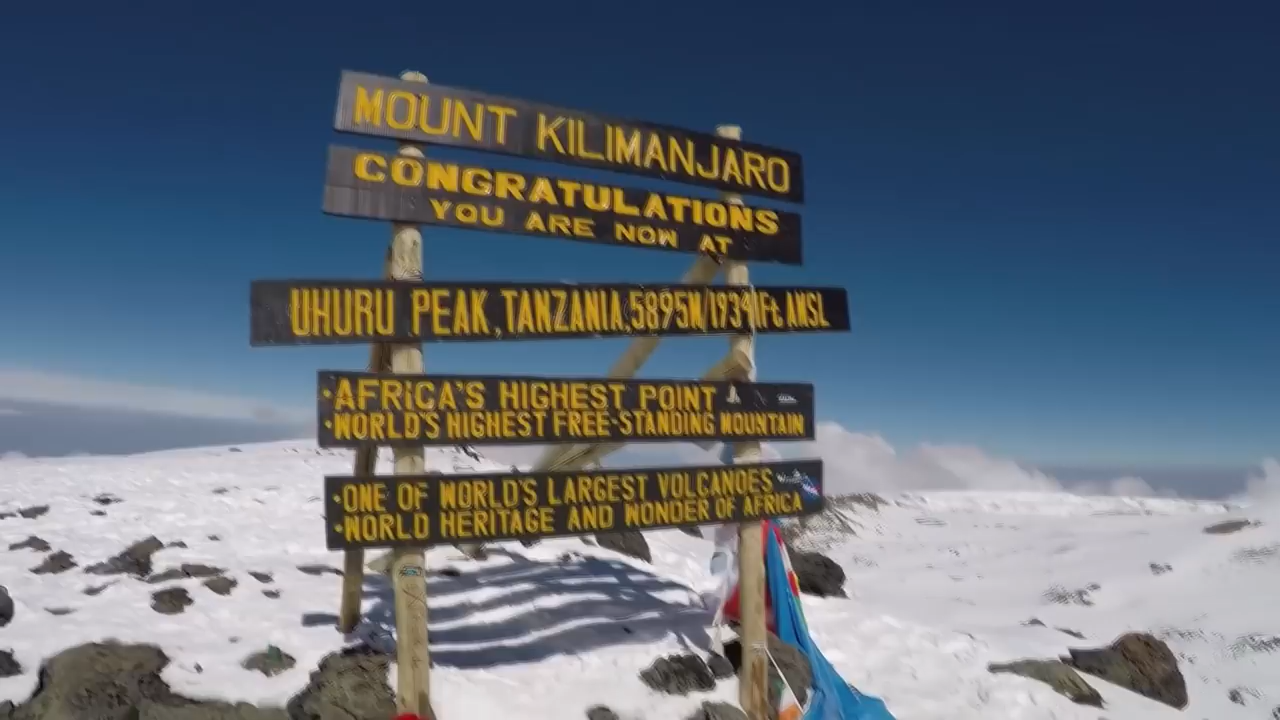 MOUNT KILIMANJARO
CONGRATULATIONS
YOU ARE NOW AT
UHURU PEAK, TANZANIA, 5895M/19341Ft AMSL
•AFRICA'S HIGHEST POINT
•WORLD'S HIGHEST FREE-STANDING MOUNTAIN
•ONE OF WORLD'S LARGEST VOLCANOES
•WORLD HERITAGE AND WONDER OF AFRICA